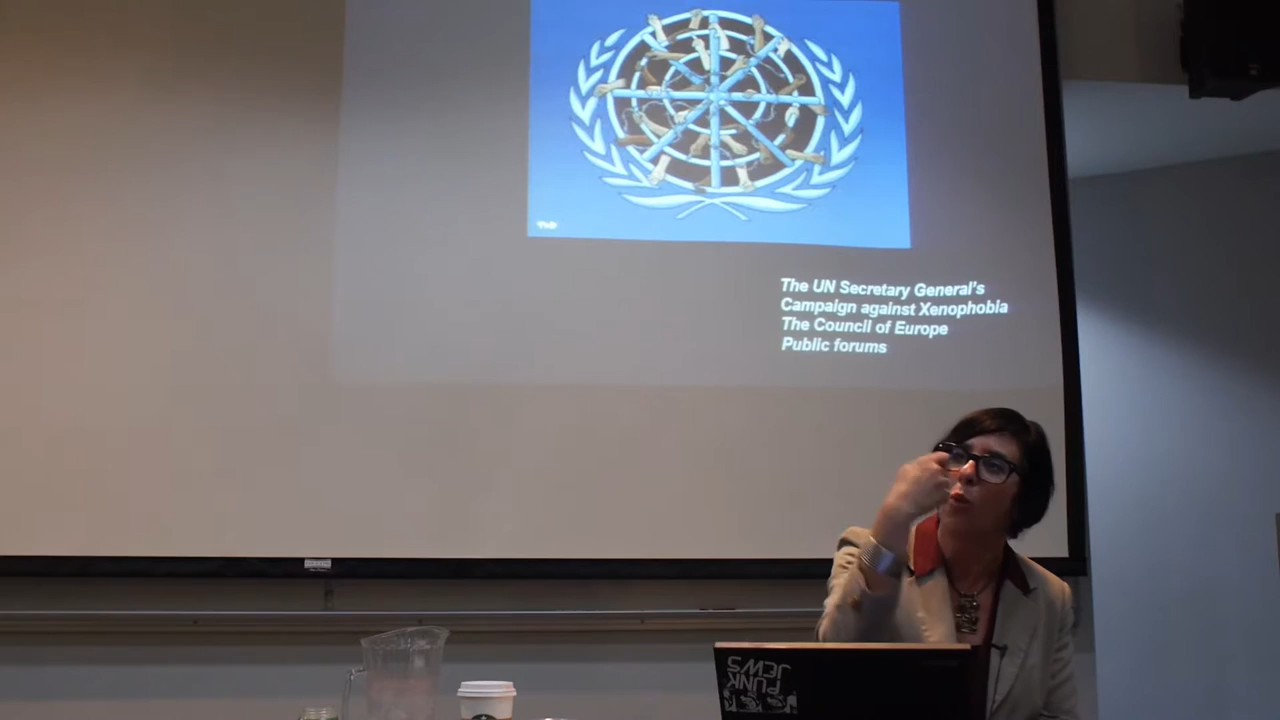 The UN Secretary General's
Campaign against Xenophobia
The Council of Europe
Public forums
PUNK
JEWS